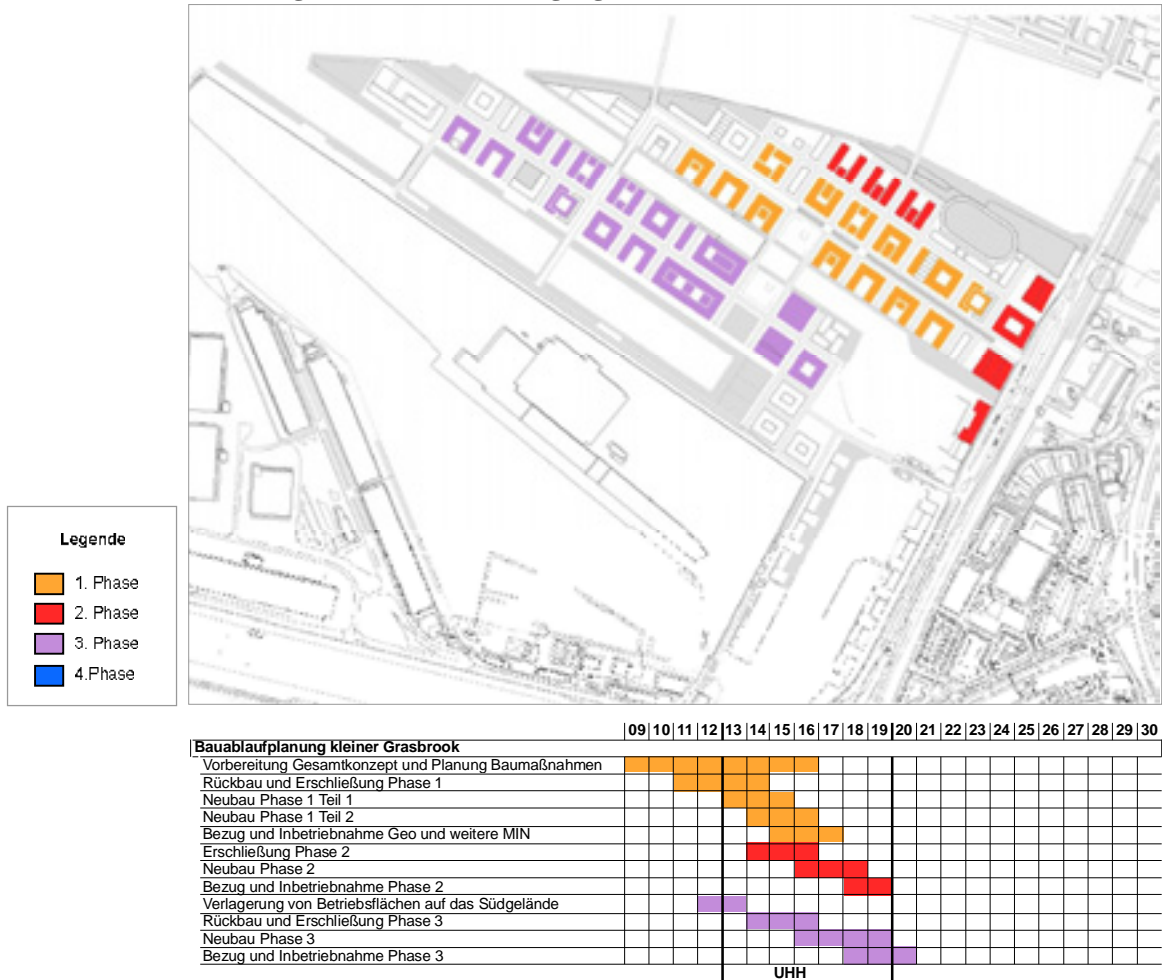 Legende
1. Phase
2. Phase
3. Phase
4.Phase
09 10 11 12 13 14 15 16 17 18 19 20 21 22 23 24 25 26 27 28 29 30
Bauablaufplanung kleiner Grasbrook
Vorbereitung Gesamtkonzept und Planung Baumaßnahmen
Rückbau und Erschließung Phase 1
Neubau Phase 1 Teil 1
Neubau Phase 1 Teil 2
Bezug und Inbetriebnahme Geo und weitere MIN
Erschließung Phase 2
Neubau Phase 2
Bezug und Inbetriebnahme Phase 2
Verlagerung von Betriebsflächen auf das Südgelände
Rückbau und Erschließung Phase 3
Neubau Phase 3
Bezug und Inbetriebnahme Phase 3
UHH